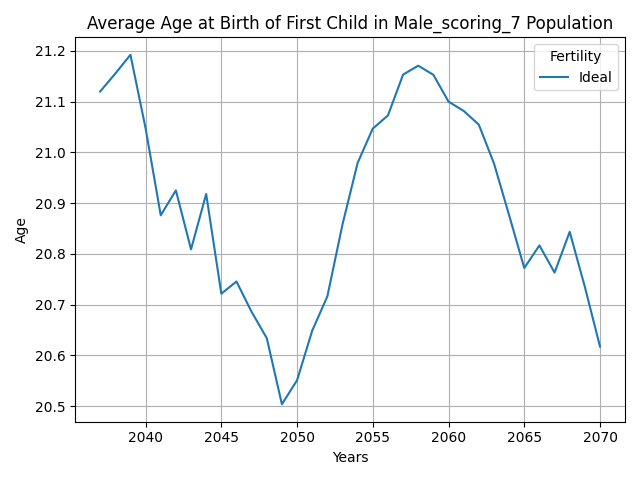 Average Age at Birth of First Child in Male_scoring_7 Population
Fertility
Ideal
21.2
21.1
21.0
20.9
20.8
20.7
20.6
20.5
Age
2040 2045 2050 2055 2060 2065 2070
Years